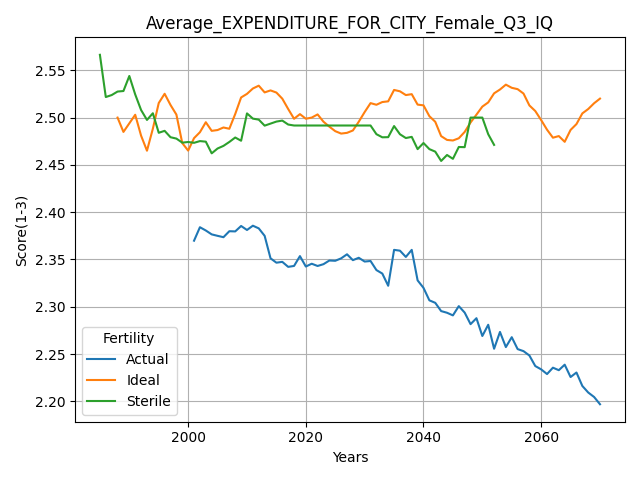 Average_EXPENDITURE_FOR_CITY_Female_Q3_IQ
Score(1-3)
2.55
2.50
2.45
2.40
2.35
2.30
2.25
2.20
Fertility
Actual
Ideal
Sterile
2000 2020 2040 2060
Years